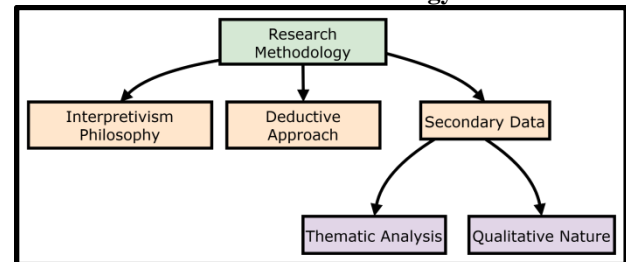 Research
Methodology
Interpretivism
Philosophy
Deductive
Approach
Secondary Data
Thematic Analysis
Qualitative Nature